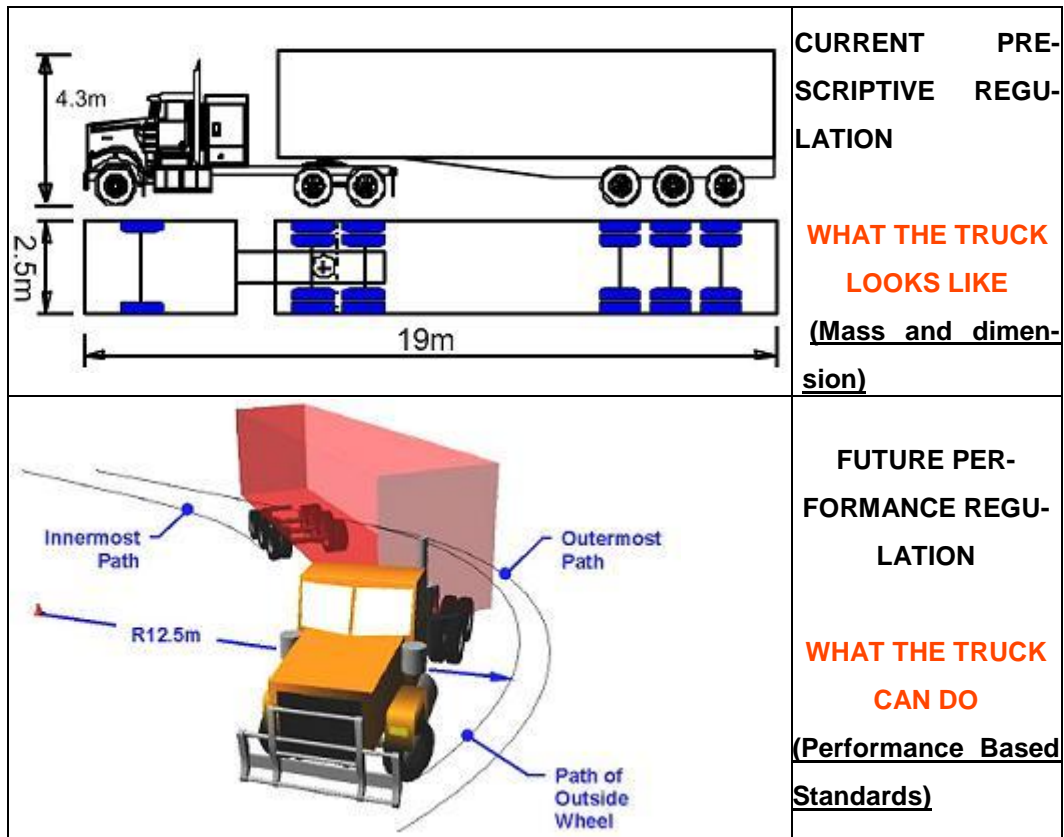 4.3m
2.5m
19m
CURRENT PRE-
SCRIPTIVE REGU-
LATION
WHAT THE TRUCK
LOOKS LIKE
(Mass and dimen-
sion)
Innermost
Path
Outermost
Path
R12.5m
Path of
Outside
Wheel
FUTURE PER-
FORMANCE REGU-
LATION
WHAT THE TRUCK
CAN DO
(Performance Based
Standards)